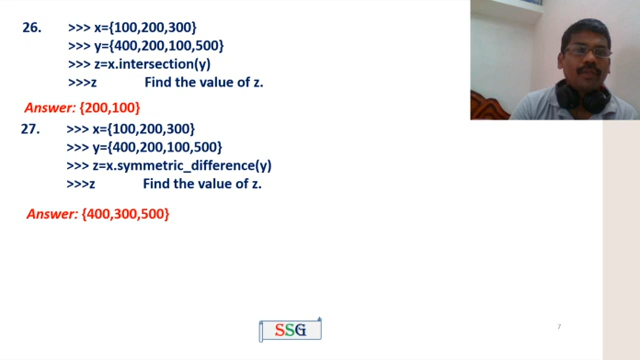 26. >>> x={100,200,300}
>>> y={400,200,100,500}
>>> z=x.intersection(y)
>>>z Find the value of z.
Answer: {200,100}
27. >>> x={100,200,300}
>>> y={400,200,100,500}
>>> z=x.symmetric_difference(y)
>>>z Find the value of z.
Answer: {400,300,500}
SSG
7